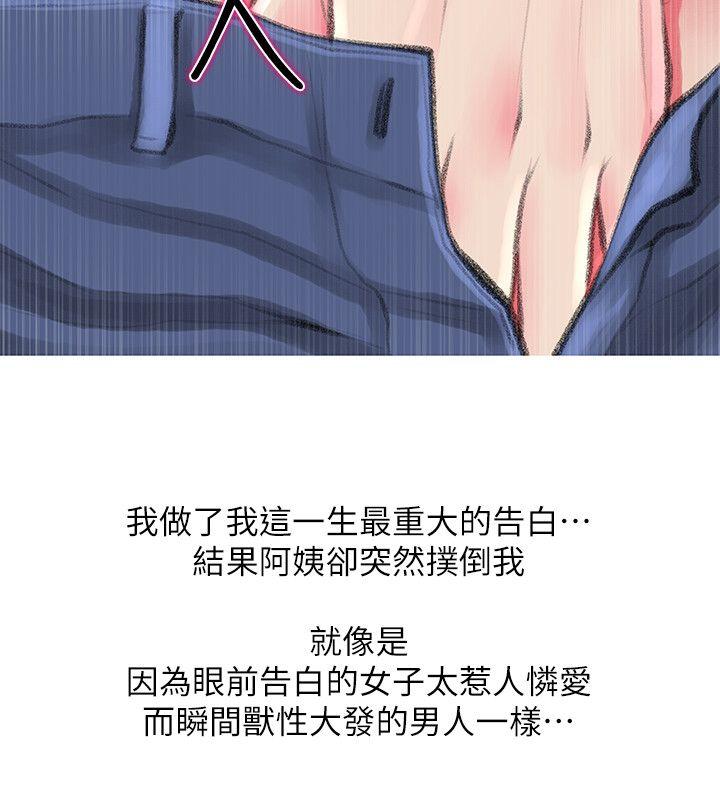 我做了我這一生最重大的告白…
結果阿姨卻突然撲倒我
就像是
因為眼前告白的女子太惹人憐愛
而瞬間獸性大發的男人一樣…